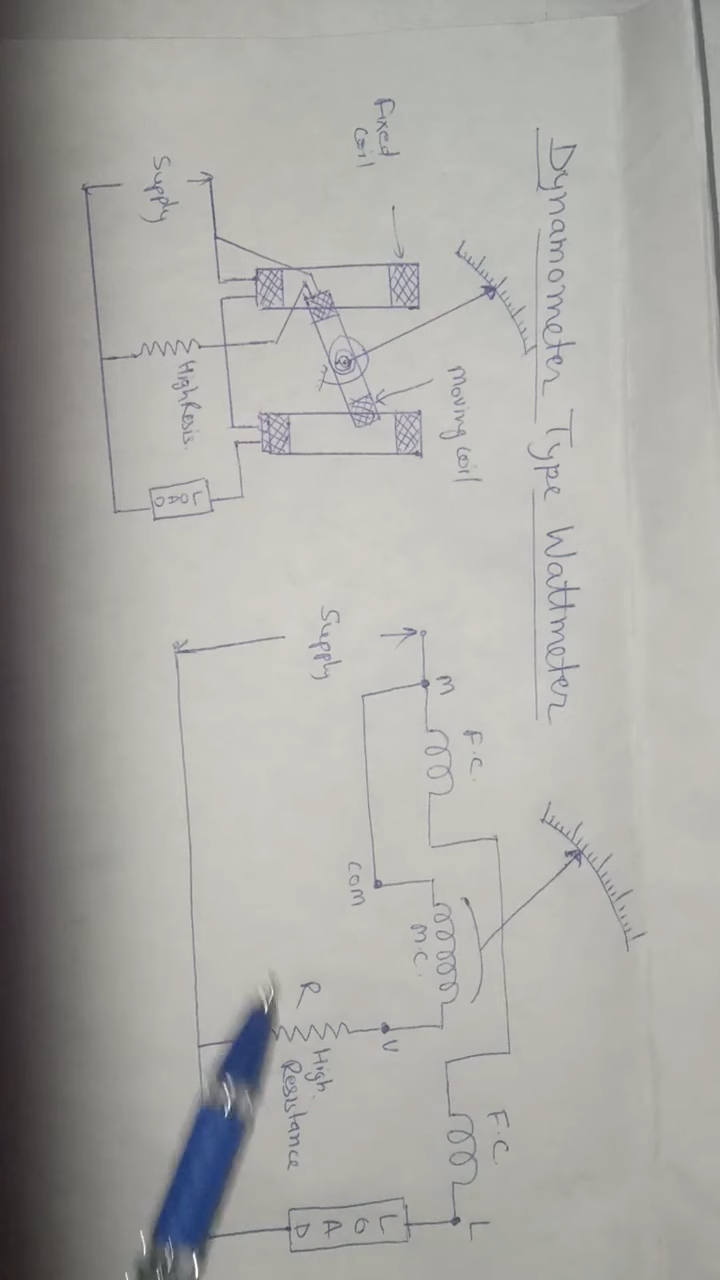 Dynamometer Type Wattmeter
Fixed
coil
moving coil
Supply
High Resis.
LOAD
F.C.
F.C.
M
M.C.
L
COM
V
Supply
R
High
Resistance
LOAD